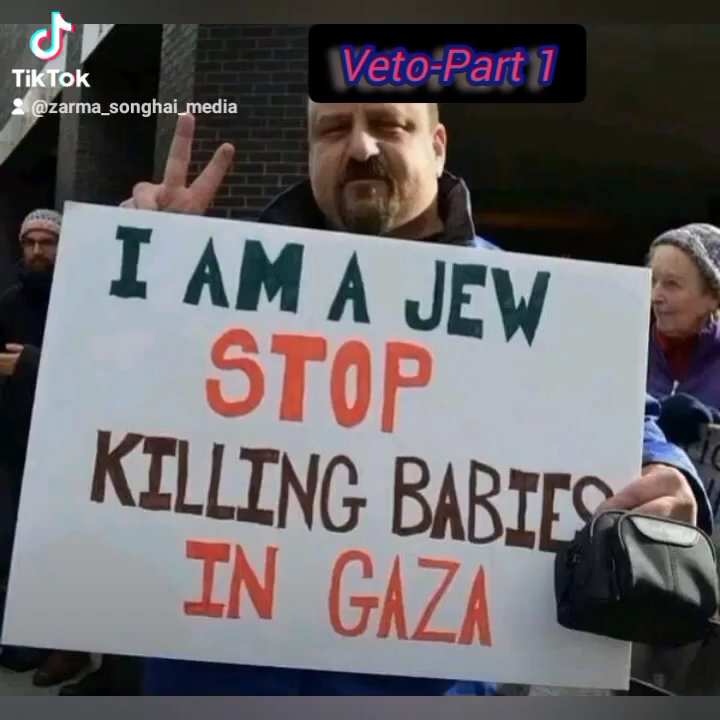 TikTok
@zarma_songhai_media
Veto-Part 1
I AM A JEW
STOP
KILLING BABIES
IN GAZA